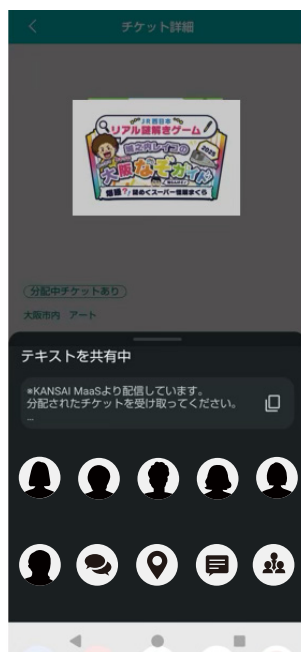 チケット詳細
JR西日本
リアル謎解きゲーム
大阪なぞ
分配中チケットあり
大阪市内 アート
テキストを共有中
※KANSAI MaaSより配信しています。
分配されたチケットを受け取ってください。
...